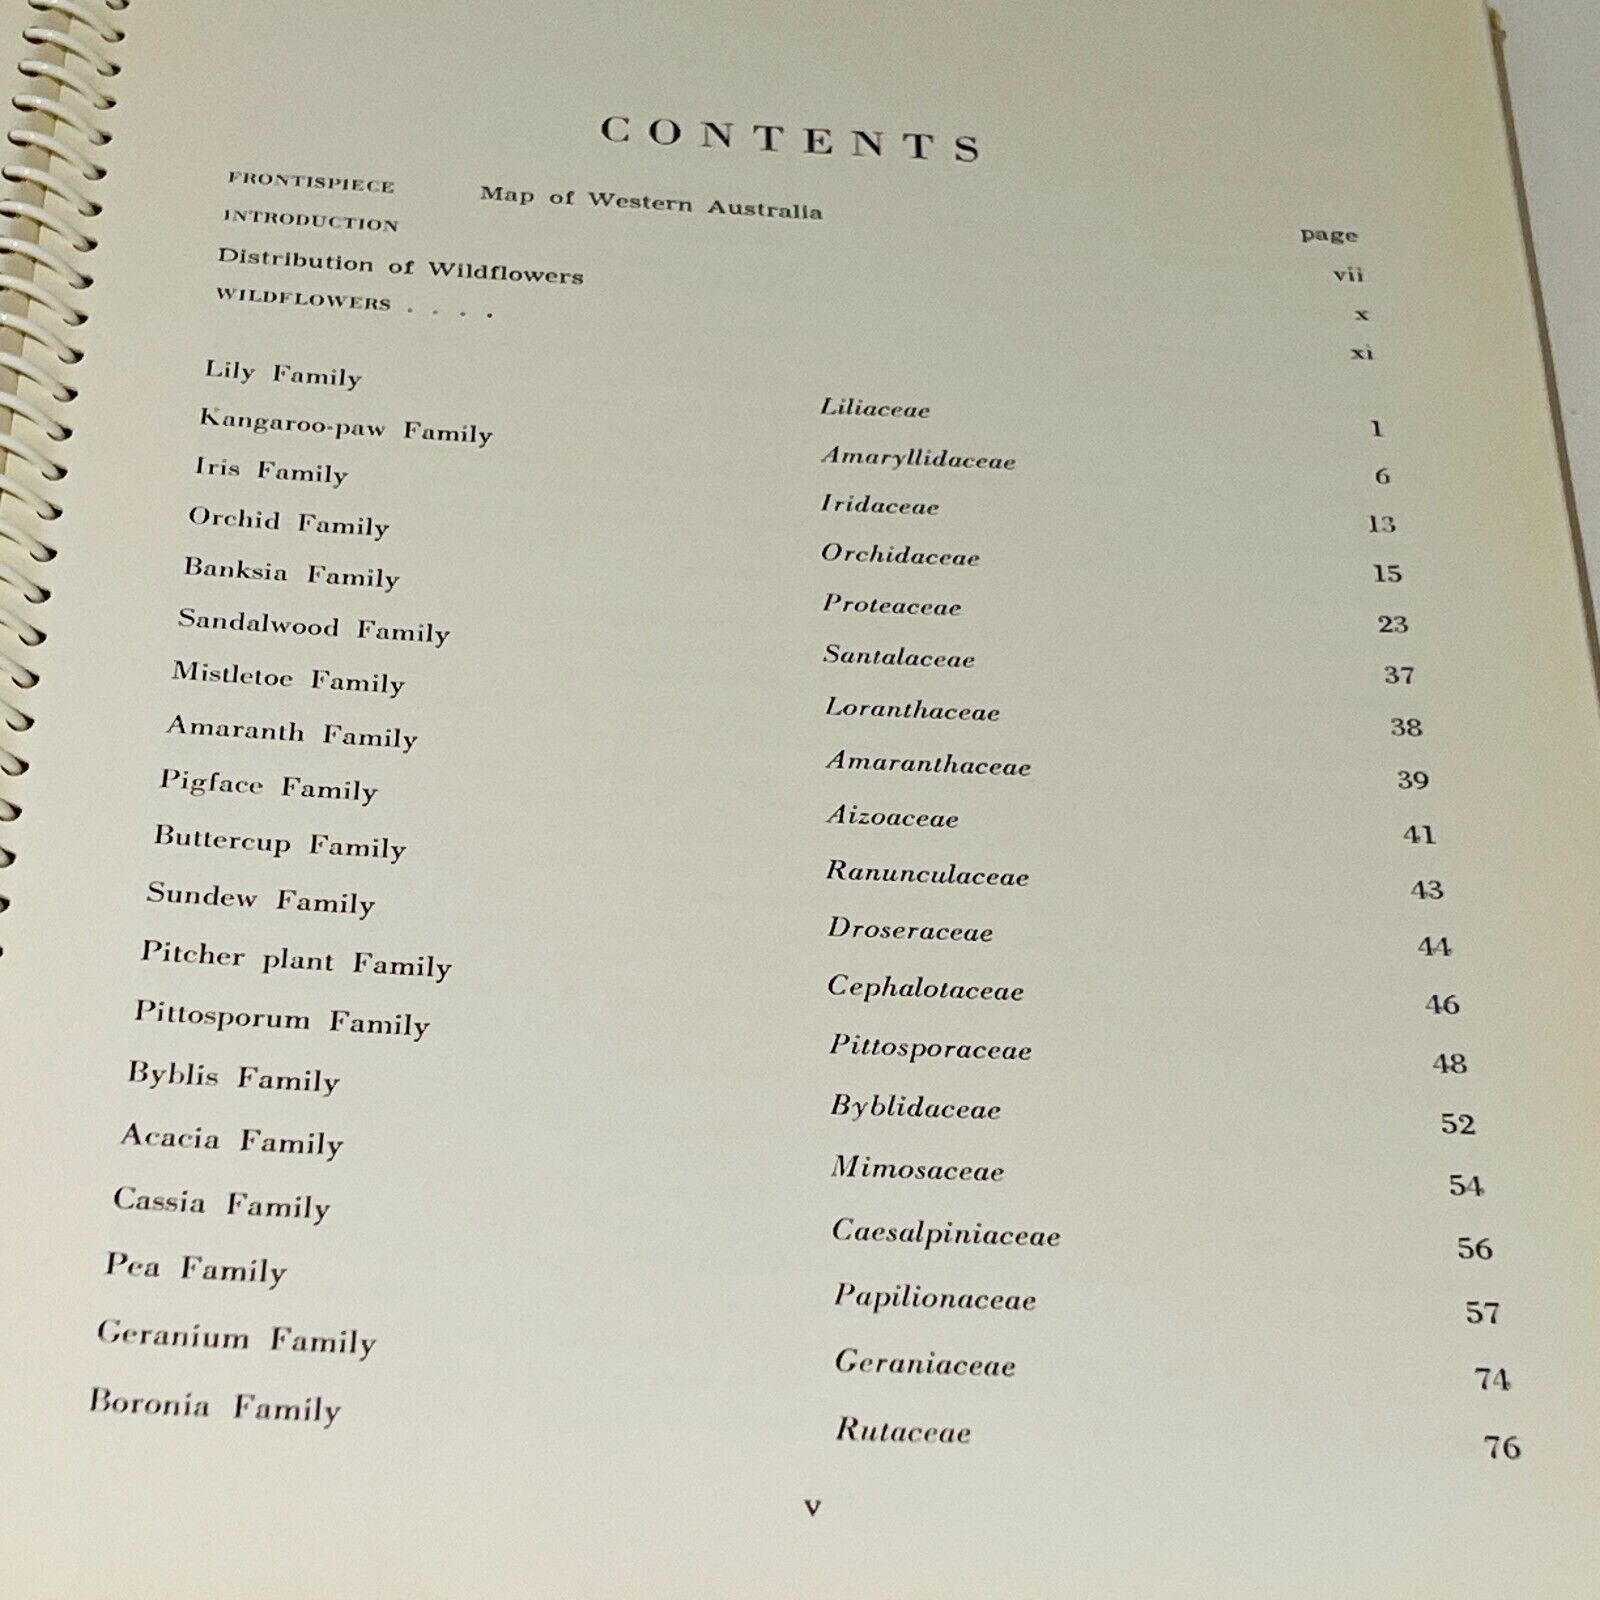 CONTENTS
FRONTISPIECE Map of Western Australia
page
INTRODUCTION vii
Distribution of Wildflowers x
WILDFLOWERS . . . . xi
Lily Family Liliaceae 1
Kangaroo-paw Family Amaryllidaceae 6
Iris Family Iridaceae 13
Orchid Family Orchidaceae 15
Banksia Family Proteaceae 23
Sandalwood Family Santalaceae 37
Mistletoe Family Loranthaceae 38
Amaranth Family Amaranthaceae 39
Pigface Family Aizoaceae 41
Buttercup Family Ranunculaceae 43
Sundew Family Droseraceae 44
Pitcher plant Family Cephalotaceae 46
Pittosporum Family Pittosporaceae 48
Byblis Family Byblidaceae 52
Acacia Family Mimosaceae 54
Cassia Family Caesalpiniaceae 56
Pea Family Papilionaceae 57
Geranium Family Geraniaceae 74
Boronia Family Rutaceae 76
v